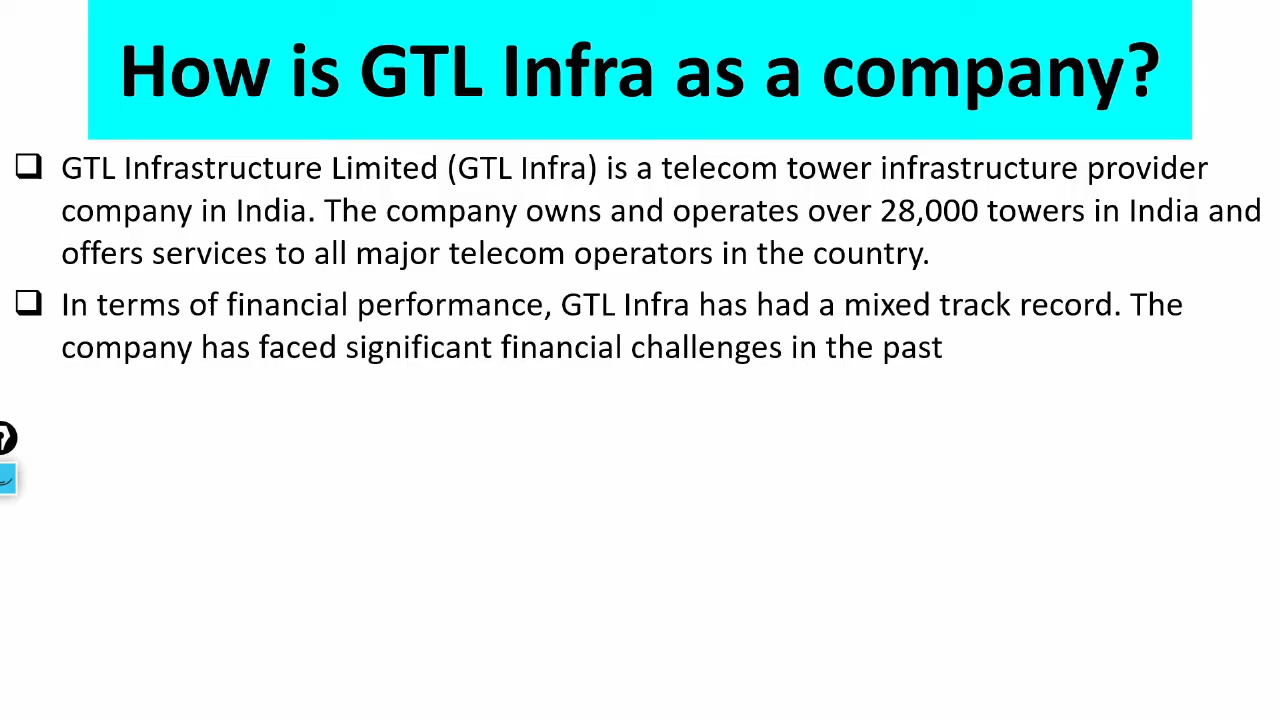 How is GTL Infra as a company?
❑ GTL Infrastructure Limited (GTL Infra) is a telecom tower infrastructure provider
company in India. The company owns and operates over 28,000 towers in India and
offers services to all major telecom operators in the country.
❑ In terms of financial performance, GTL Infra has had a mixed track record. The
company has faced significant financial challenges in the past